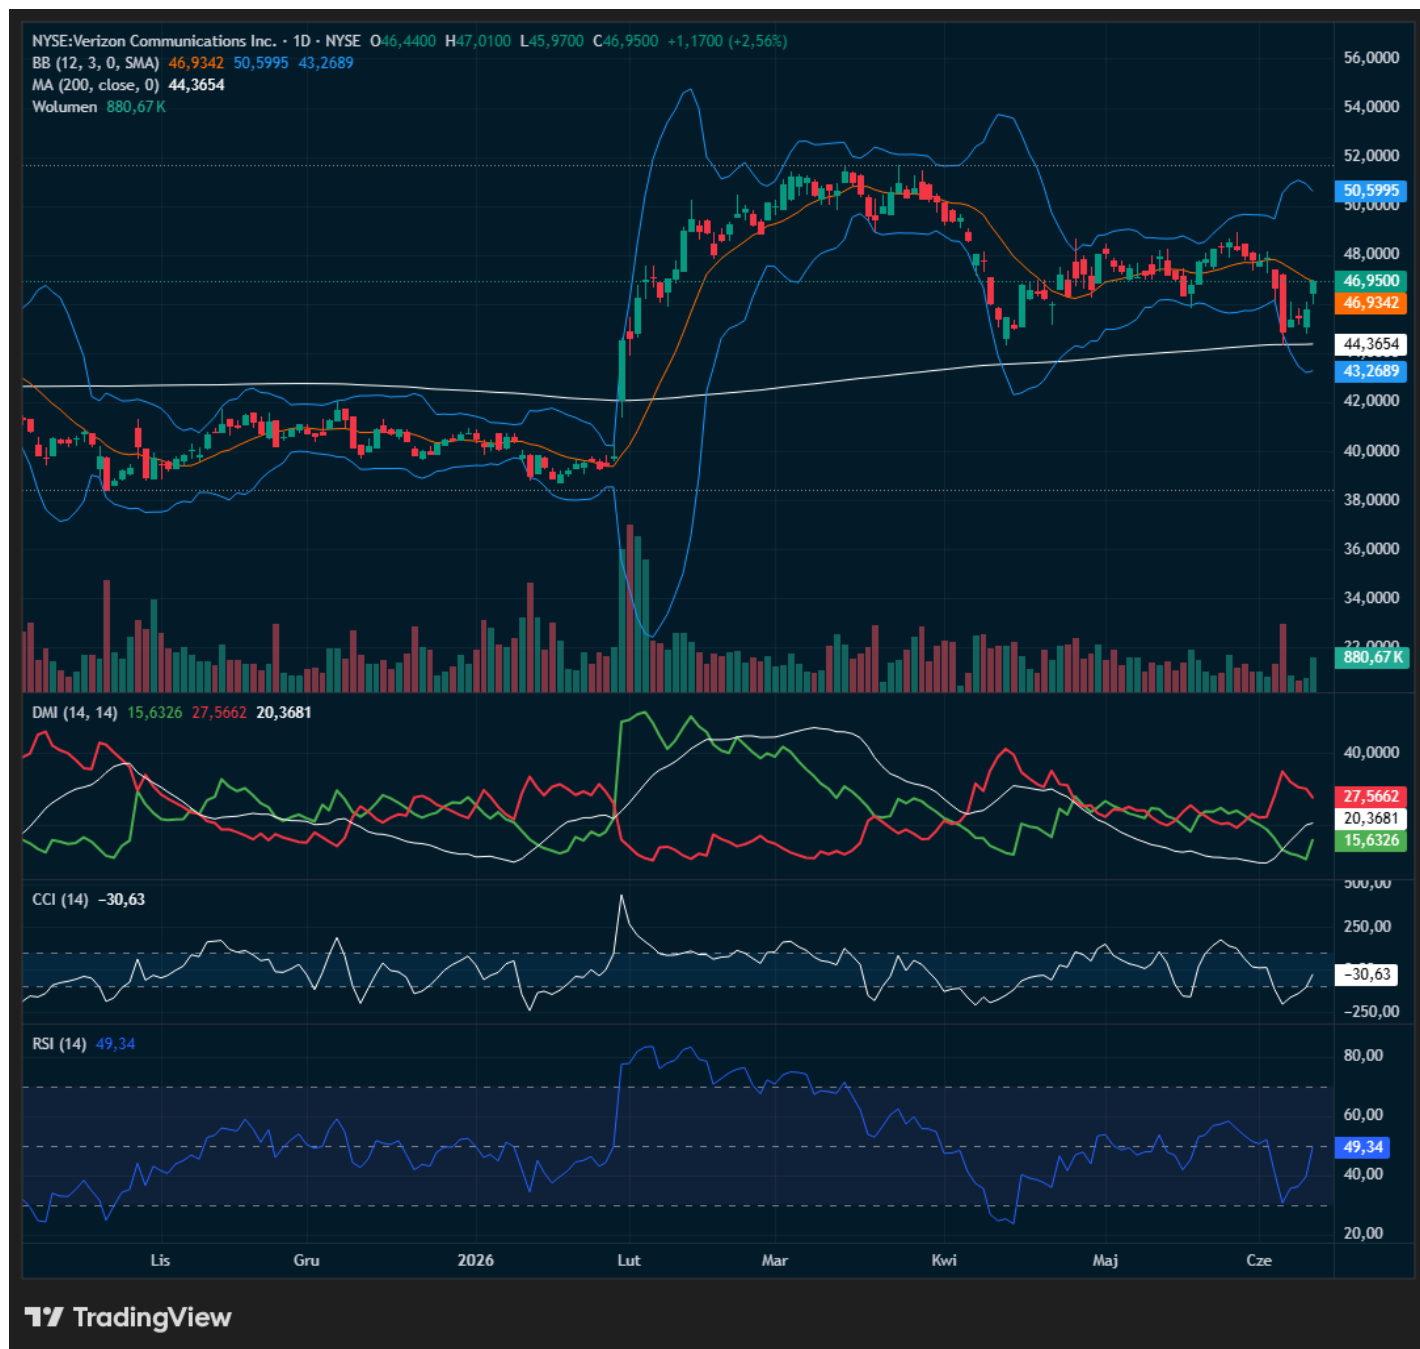 NYSE:Verizon Communications Inc. · 1D · NYSE O46,4400 H47,0100 L45,9700 C46,9500 +1,1700 (+2,56%)
BB (12, 3, 0, SMA) 46,9342 50,5995 43,2689
MA (200, close, 0) 44,3654
Wolumen 880,67 K
56,0000
54,0000
52,0000
50,5995
50,0000
48,0000
46,9500
46,9342
44,3654
43,2689
42,0000
40,0000
38,0000
36,0000
34,0000
32,0000
880,67 K
DMI (14, 14) 15,6326 27,5662 20,3681
40,0000
27,5662
20,3681
15,6326
CCI (14) −30,63
500,00
250,00
−30,63
−250,00
RSI (14) 49,34
80,00
60,00
49,34
40,00
20,00
Lis Gru 2026 Lut Mar Kwi Maj Cze
TradingView